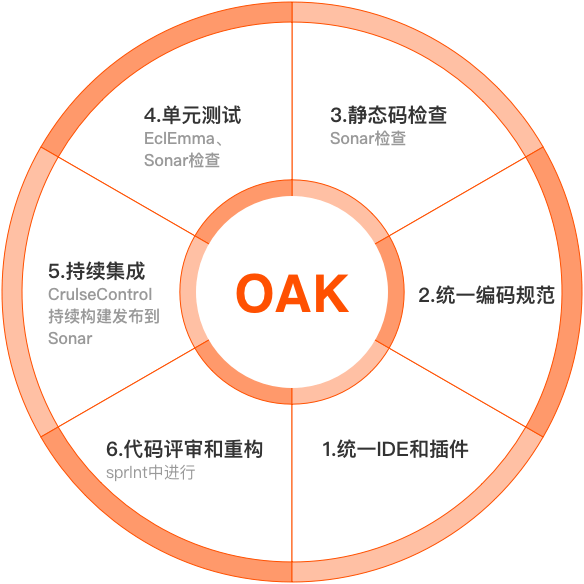 4.单元测试
EclEmma、
Sonar检查
3.静态码检查
Sonar检查
5.持续集成
CrulseControl
持续构建发布到
Sonar
OAK
2.统一编码规范
6.代码评审和重构
sprInt中进行
1.统一IDE和插件